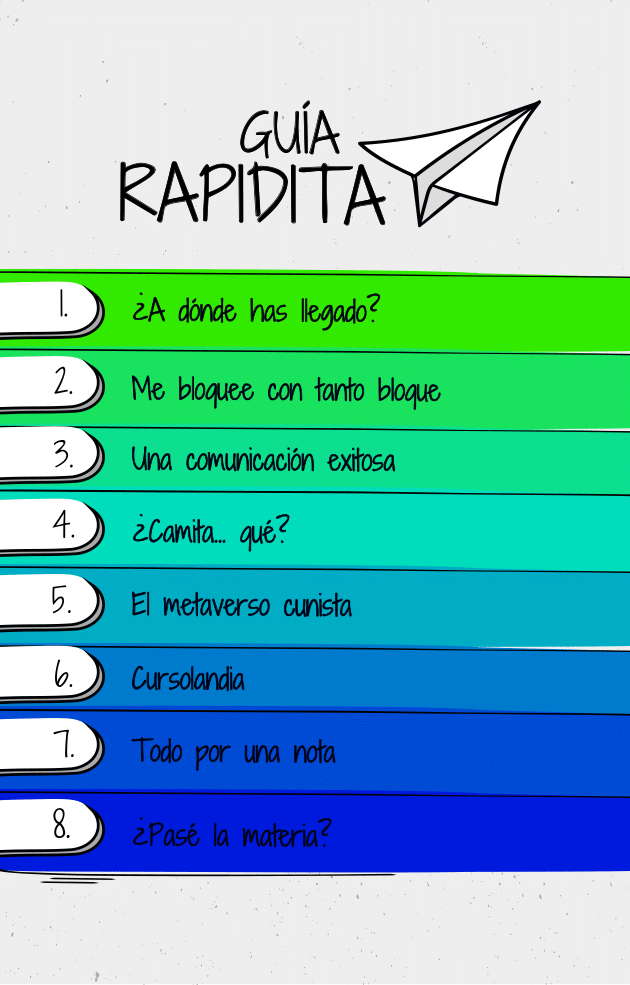 GUÍA
RAPIDITA
1. ¿A dónde has llegado?
2. Me bloquee con tanto bloque
3. Una comunicación exitosa
4. ¿Camita... qué?
5. El metaverso cunista
6. Cursolandia
7. Todo por una nota
8. ¿Pasé la materia?